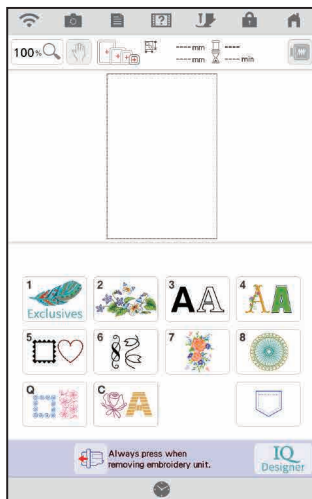 100%
----mm ----
----mm ----min
1 Exclusives
2
3 AA
4 AA
5
6
7
8
Q
C A
Always press when
removing embroidery unit.
IQ
Designer